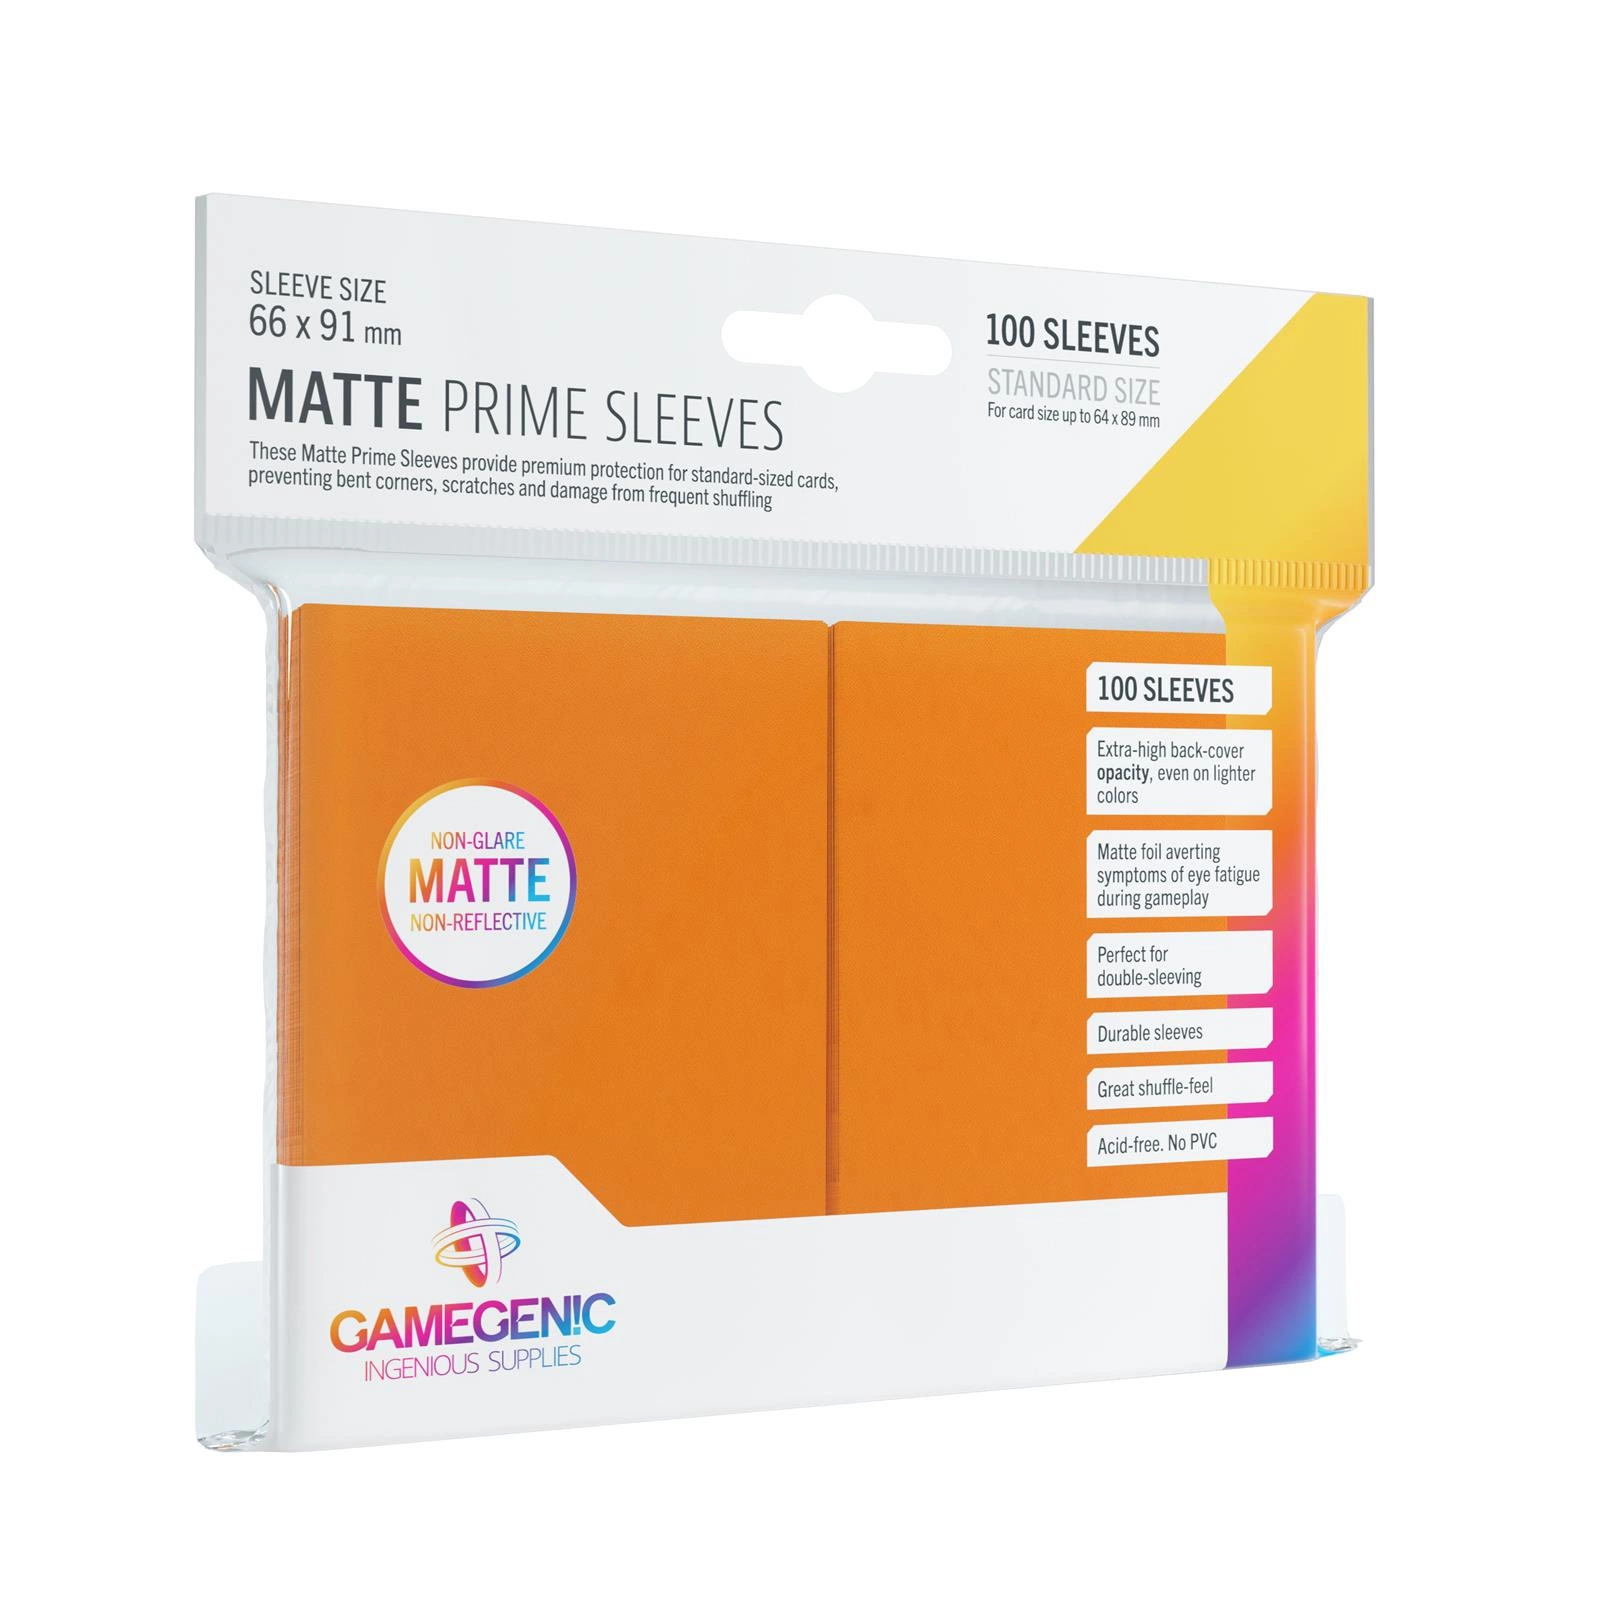 SLEEVE SIZE
66 x 91 mm
MATTE PRIME SLEEVES
These Matte Prime Sleeves provide premium protection for standard-sized cards,
preventing bent corners, scratches and damage from frequent shuffling
100 SLEEVES
STANDARD SIZE
For card size up to 64 x 89 mm
NON-GLARE
MATTE
NON-REFLECTIVE
100 SLEEVES
Extra-high back-cover
opacity, even on lighter
colors
Matte foil averting
symptoms of eye fatigue
during gameplay
Perfect for
double-sleeving
Durable sleeves
Great shuffle-feel
Acid-free. No PVC
GAMEGEN!C
INGENIOUS SUPPLIES